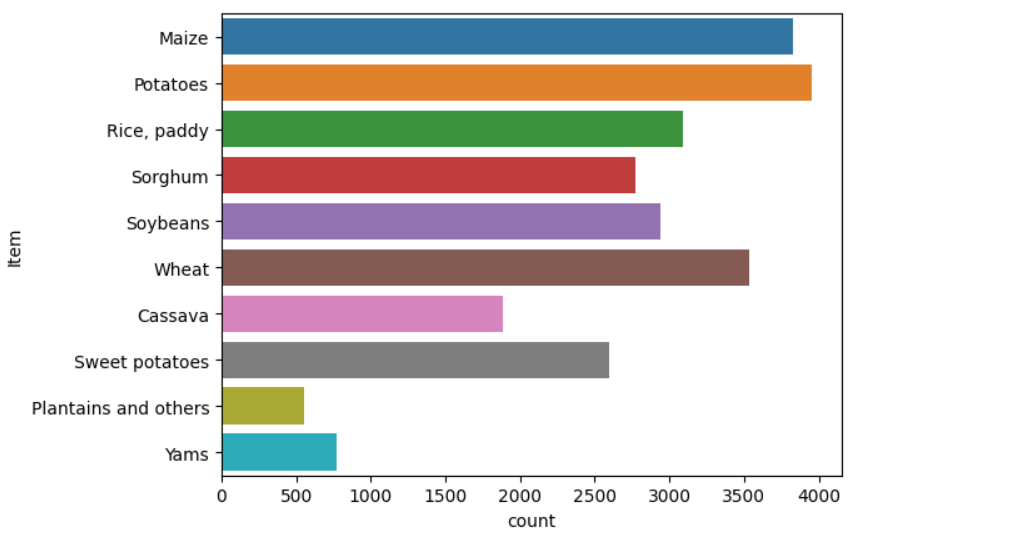 Maize
Potatoes
Rice, paddy
Sorghum
Soybeans
Wheat
Cassava
Sweet potatoes
Plantains and others
Yams
Item
0 500 1000 1500 2000 2500 3000 3500 4000
count